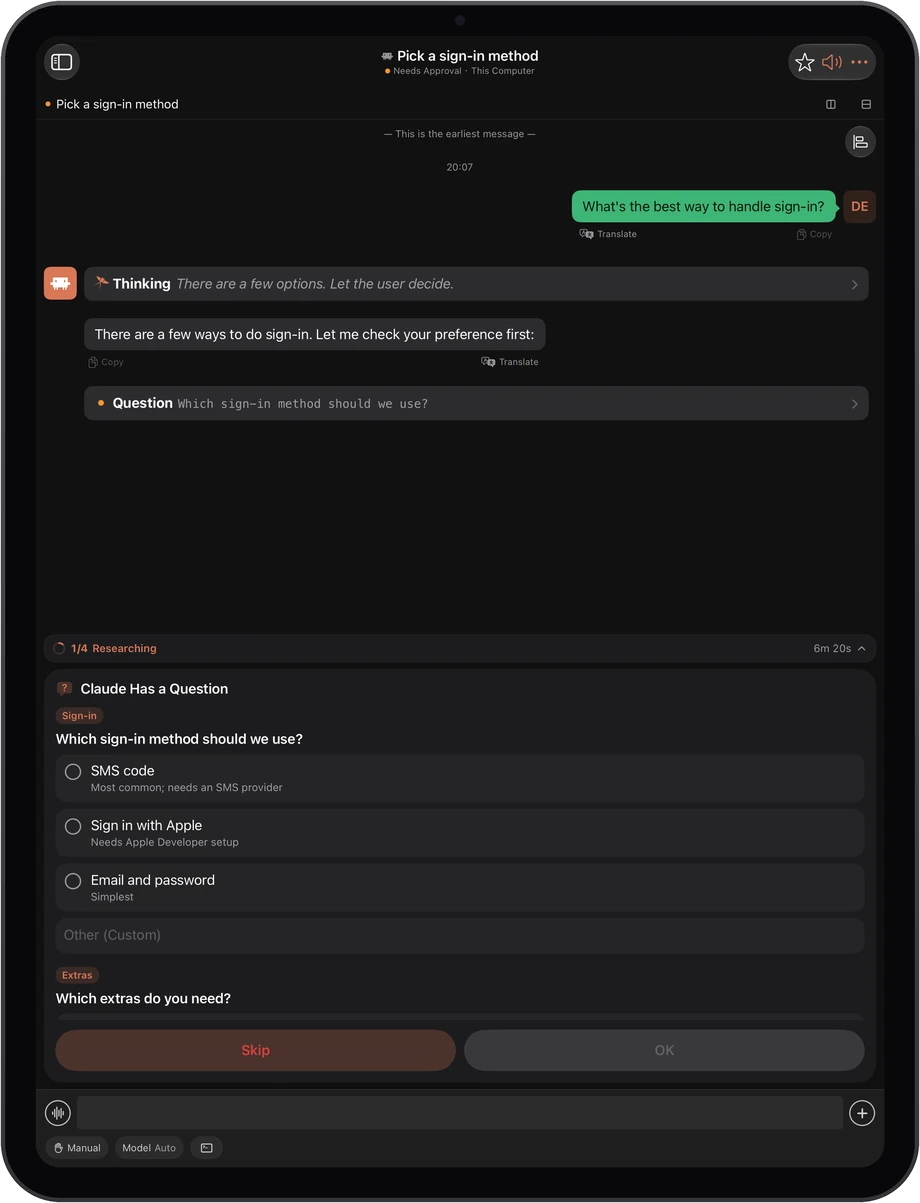 Pick a sign-in method
Needs Approval · This Computer
Pick a sign-in method
— This is the earliest message —
20:07
What's the best way to handle sign-in?
DE
Translate
Copy
Thinking There are a few options. Let the user decide.
There are a few ways to do sign-in. Let me check your preference first:
Copy
Translate
Question Which sign-in method should we use?
1/4 Researching
6m 20s
Claude Has a Question
Sign-in
Which sign-in method should we use?
SMS code
Most common; needs an SMS provider
Sign in with Apple
Needs Apple Developer setup
Email and password
Simplest
Other (Custom)
Extras
Which extras do you need?
Skip
OK
Manual
Model Auto